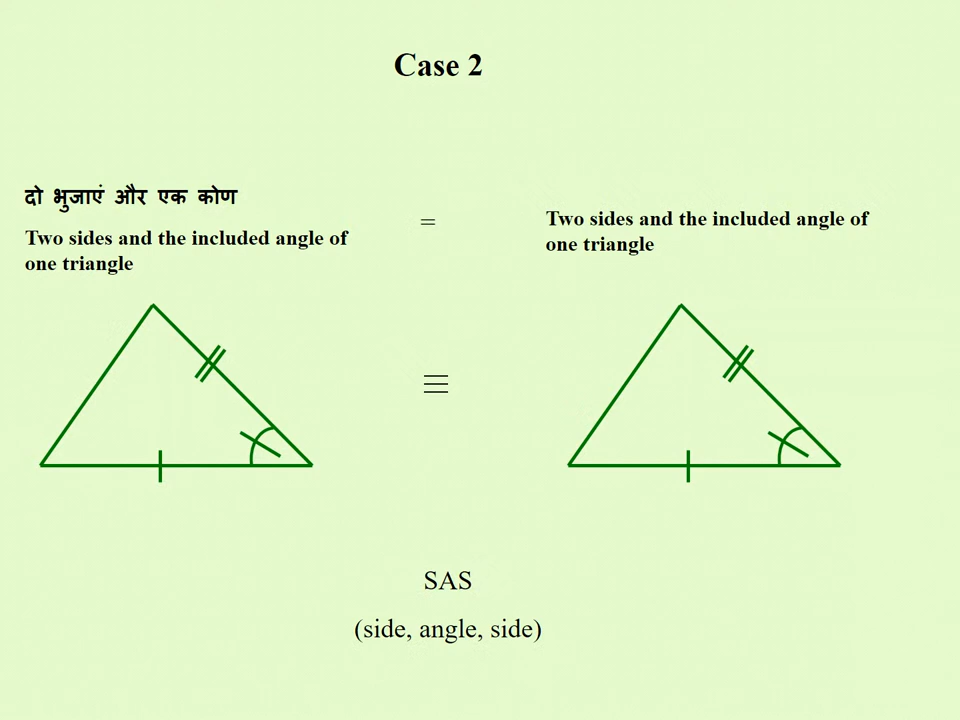 Case 2
दो भुजाएं और एक कोण
Two sides and the included angle of
one triangle
=
Two sides and the included angle of
one triangle
≡
SAS
(side, angle, side)